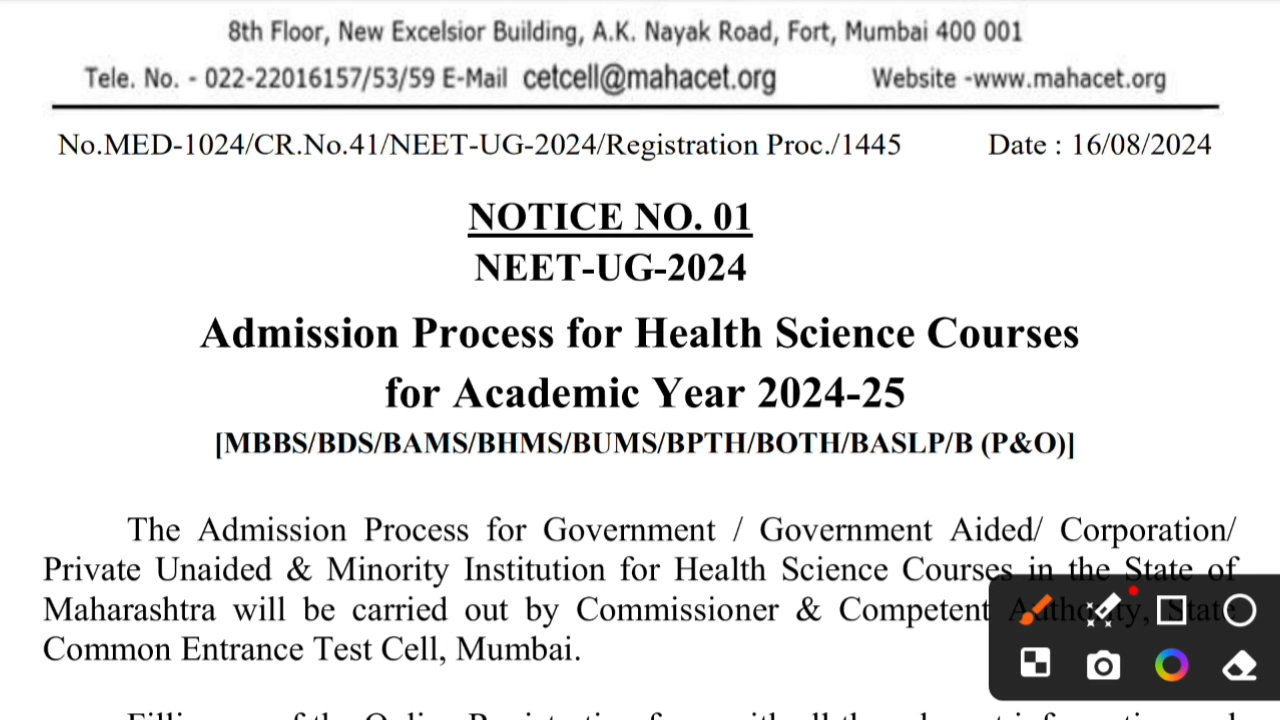 8th Floor, New Excelsior Building, A.K. Nayak Road, Fort, Mumbai 400 001
Tele. No. - 022-22016157/53/59 E-Mail cetcell@mahacet.org Website -www.mahacet.org
No.MED-1024/CR.No.41/NEET-UG-2024/Registration Proc./1445 Date : 16/08/2024
NOTICE NO. 01
NEET-UG-2024
Admission Process for Health Science Courses
for Academic Year 2024-25
[MBBS/BDS/BAMS/BHMS/BUMS/BPTH/BOTH/BASLP/B (P&O)]
The Admission Process for Government / Government Aided/ Corporation/
Private Unaided & Minority Institution for Health Science Courses in the State of
Maharashtra will be carried out by Commissioner & Competent Authority, State
Common Entrance Test Cell, Mumbai.